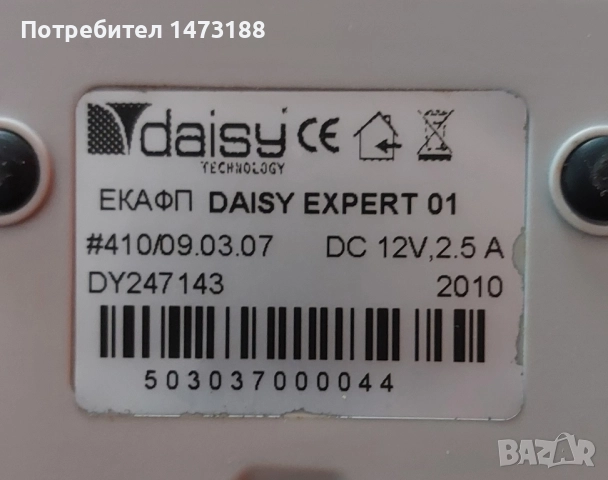 Потребител 1473188
daisy CE
TECHNOLOGY
ЕКАФП DAISY EXPERT 01
#410/09.03.07 DC 12V,2.5 A
DY247143 2010
503037000044
BAZAR